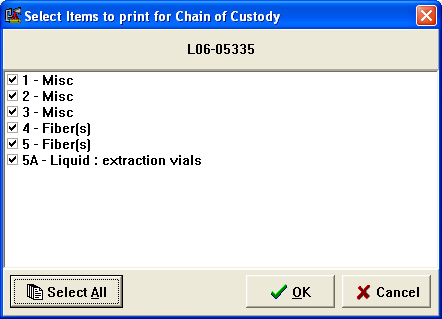 Select Items to print for Chain of Custody
L06-05335
1 - Misc
2 - Misc
3 - Misc
4 - Fiber(s)
5 - Fiber(s)
5A - Liquid : extraction vials
Select All
OK
Cancel